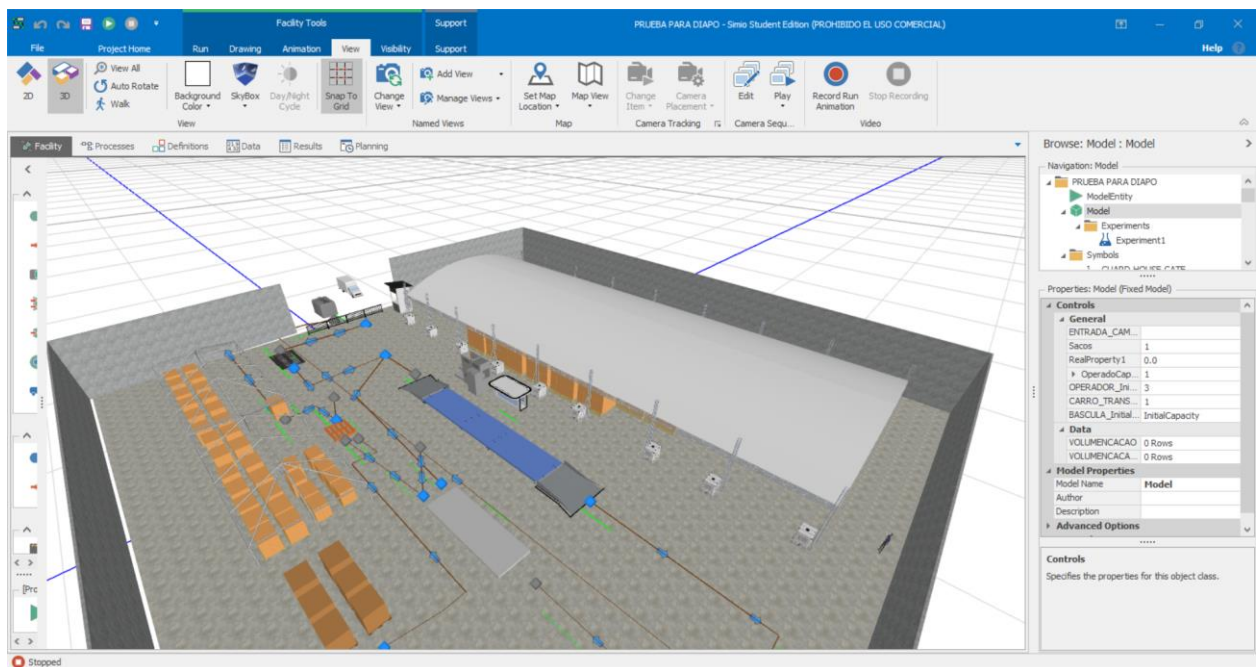 Facility Tools Support PRUEBA PARA DIAPO - Simio Student Edition (PROHIBIDO EL USO COMERCIAL)
File Project Home Run Drawing Animation View Visibility Support Help
View All
Auto Rotate
Walk
2D 3D
Background Color
SkyBox
Day/Night Cycle
Snap To Grid
View
Change View
Add View
Manage Views
Named Views
Set Map Location
Map View
Map
Change Item
Camera Placement
Camera Tracking
Edit Play
Camera Sequ...
Record Run Animation
Stop Recording
Video
Facility Processes Definitions Data Results Planning
Browse: Model : Model
Navigation: Model
PRUEBA PARA DIAPO
ModelEntity
Model
Experiments
Experiment1
Symbols
Properties: Model (Fixed Model)
Controls
General
ENTRADA_CAM...
Sacos 1
RealProperty1 0.0
OperadoCap... 1
OPERADOR_Ini... 3
CARRO_TRANS... 1
BASCULA_Initial... InitialCapacity
Data
VOLUMENCACAO 0 Rows
VOLUMENCACA... 0 Rows
Model Properties
Model Name Model
Author
Description
Advanced Options
Controls
Specifies the properties for this object class.
[Prc
Stopped